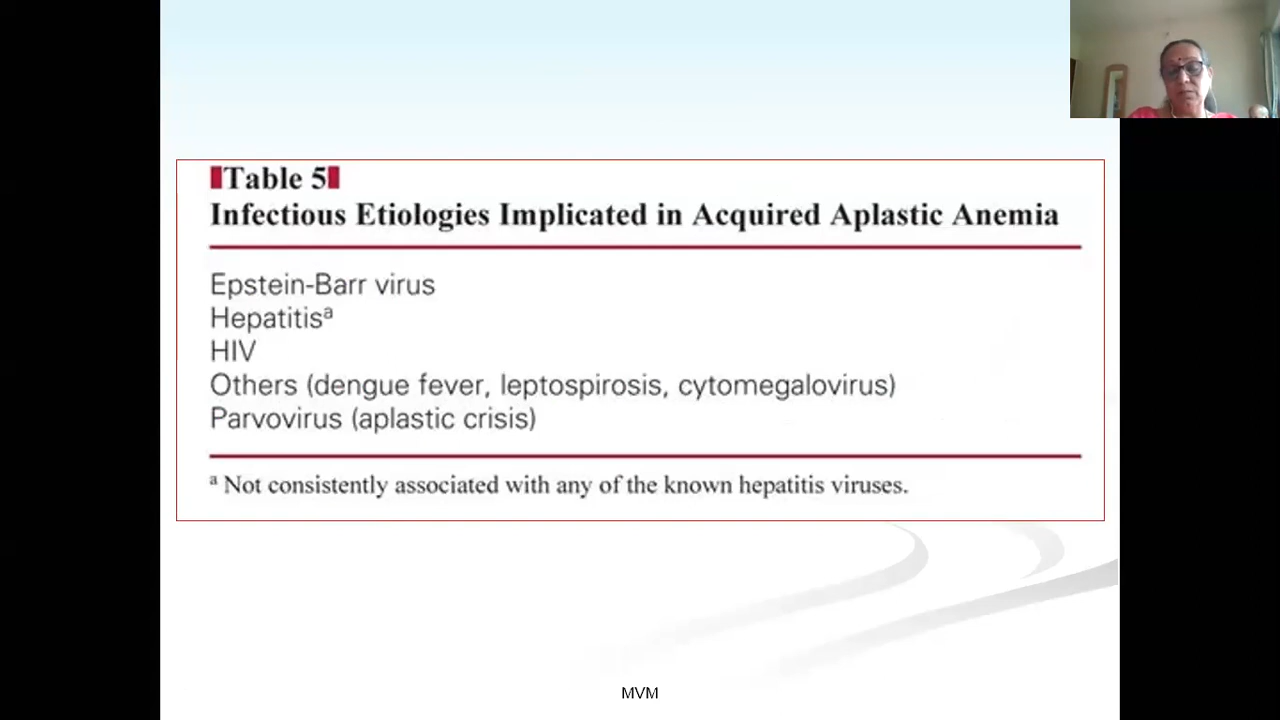 Table 5
Infectious Etiologies Implicated in Acquired Aplastic Anemia
Epstein-Barr virus
Hepatitisᵃ
HIV
Others (dengue fever, leptospirosis, cytomegalovirus)
Parvovirus (aplastic crisis)
ᵃ Not consistently associated with any of the known hepatitis viruses.
MVM